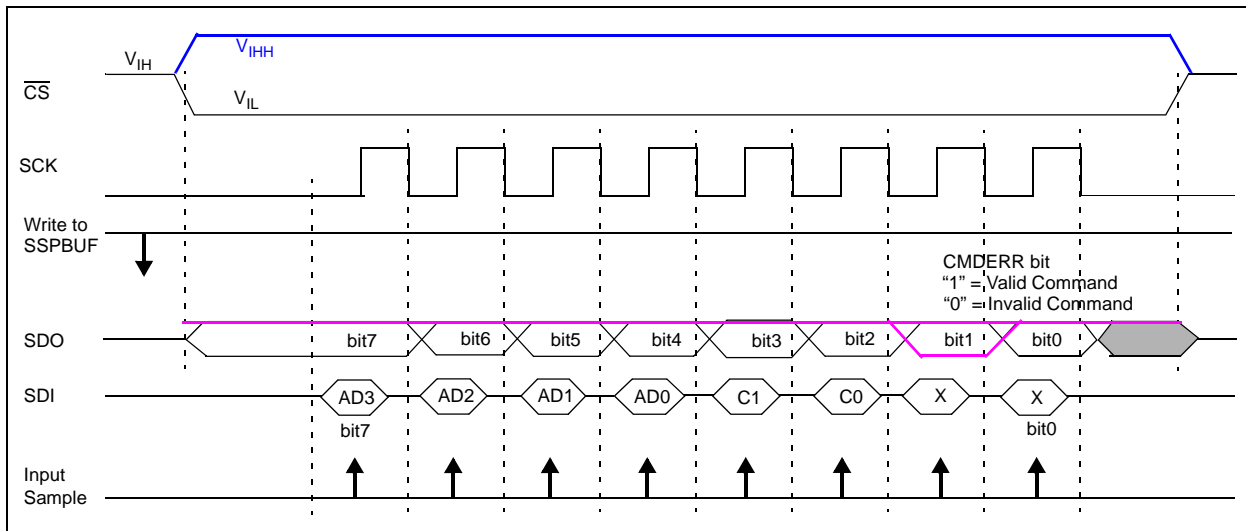 VIHH
VIH
CS
VIL
SCK
Write to
SSPBUF
CMDERR bit
“1” = Valid Command
“0” = Invalid Command
SDO bit7 bit6 bit5 bit4 bit3 bit2 bit1 bit0
SDI AD3 AD2 AD1 AD0 C1 C0 X X
bit7 bit0
Input
Sample